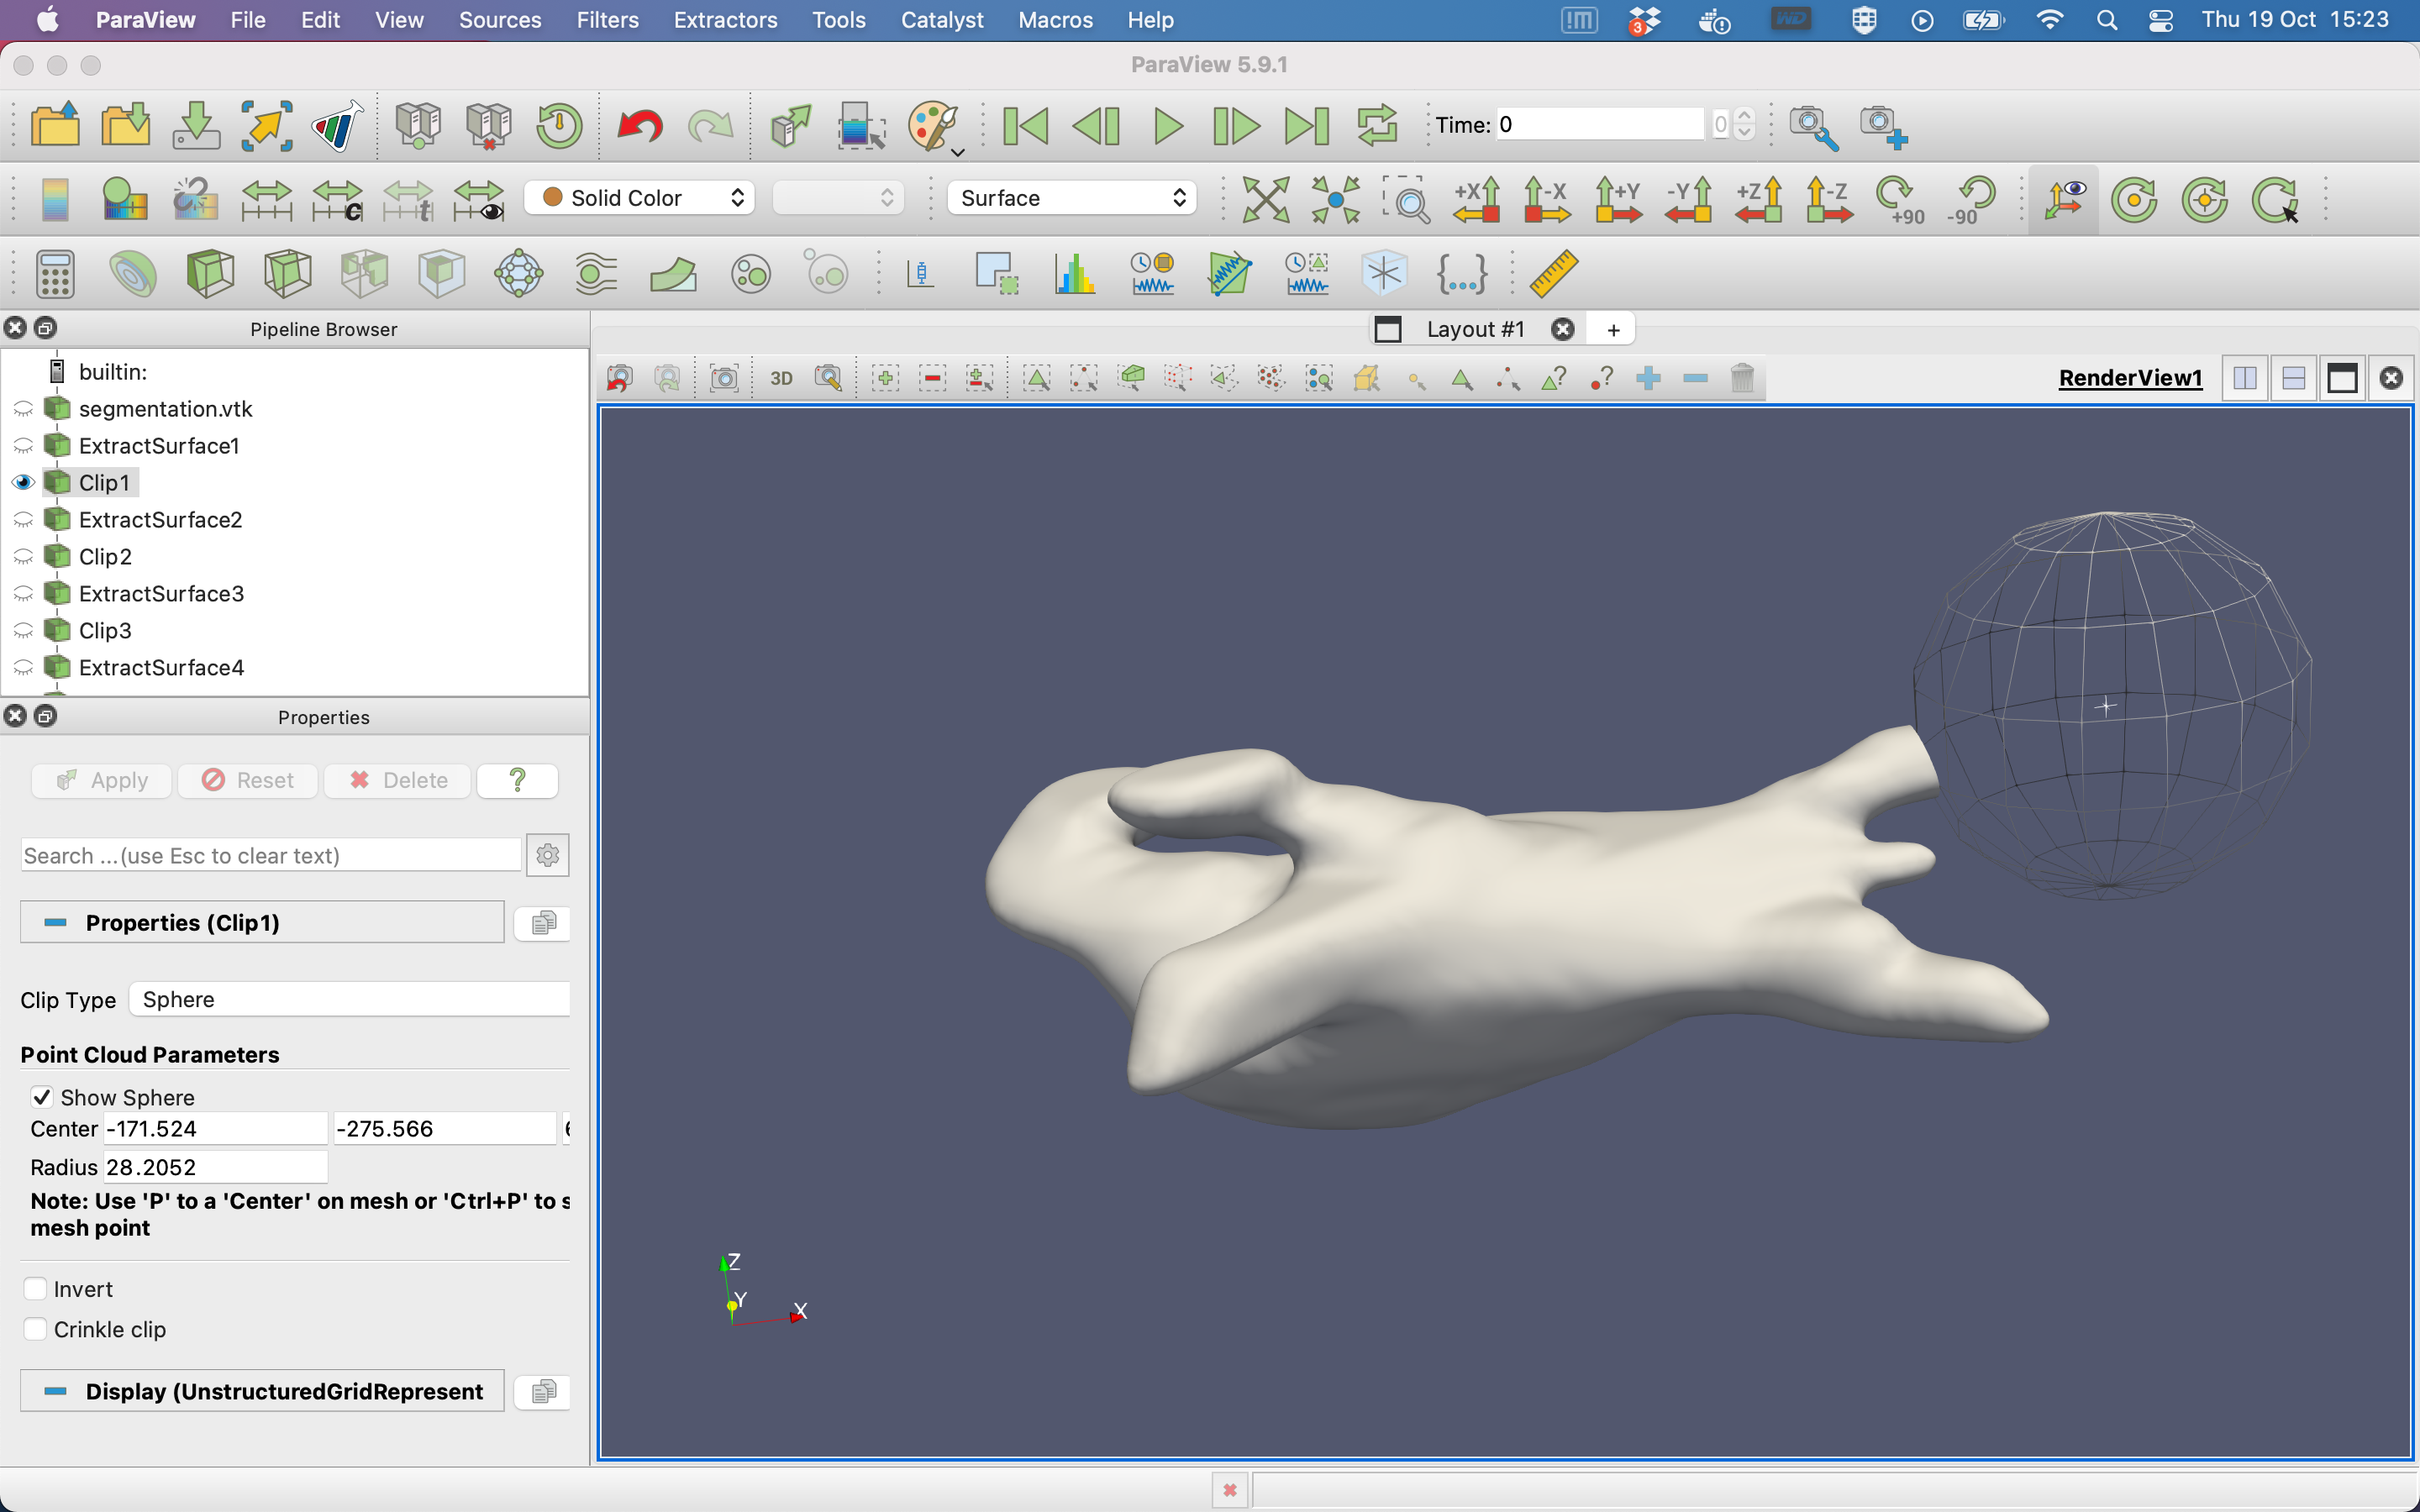 ParaView File Edit View Sources Filters Extractors Tools Catalyst Macros Help 3 WD Thu 19 Oct 15:23
ParaView 5.9.1
Time: 0 0
c t Solid Color Surface +X -X +Y -Y +Z -Z +90 -90
{...}
Pipeline Browser
Layout #1 +
3D RenderView1
builtin:
segmentation.vtk
ExtractSurface1
Clip1
ExtractSurface2
Clip2
ExtractSurface3
Clip3
ExtractSurface4
Properties
Apply Reset Delete ?
Search ...(use Esc to clear text)
Properties (Clip1)
Clip Type Sphere
Point Cloud Parameters
Show Sphere
Center -171.524 -275.566
Radius 28.2052
Note: Use 'P' to a 'Center' on mesh or 'Ctrl+P' to s
mesh point
Invert
Crinkle clip
Display (UnstructuredGridRepresent
Z
Y
X